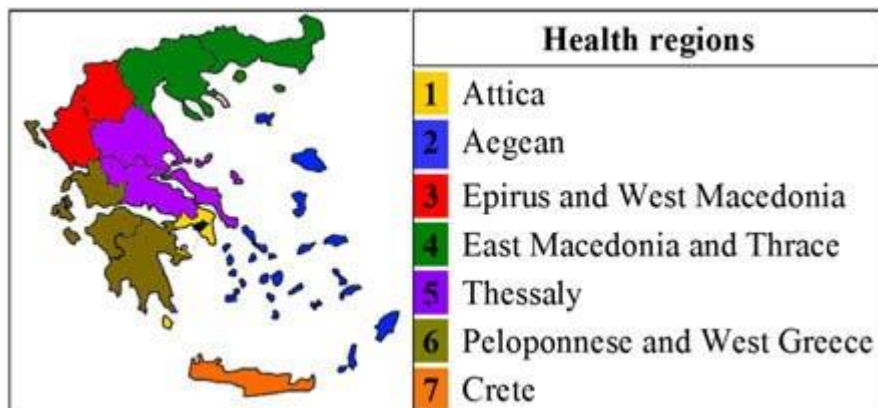 Health regions
1 Attica
2 Aegean
3 Epirus and West Macedonia
4 East Macedonia and Thrace
5 Thessaly
6 Peloponnese and West Greece
7 Crete